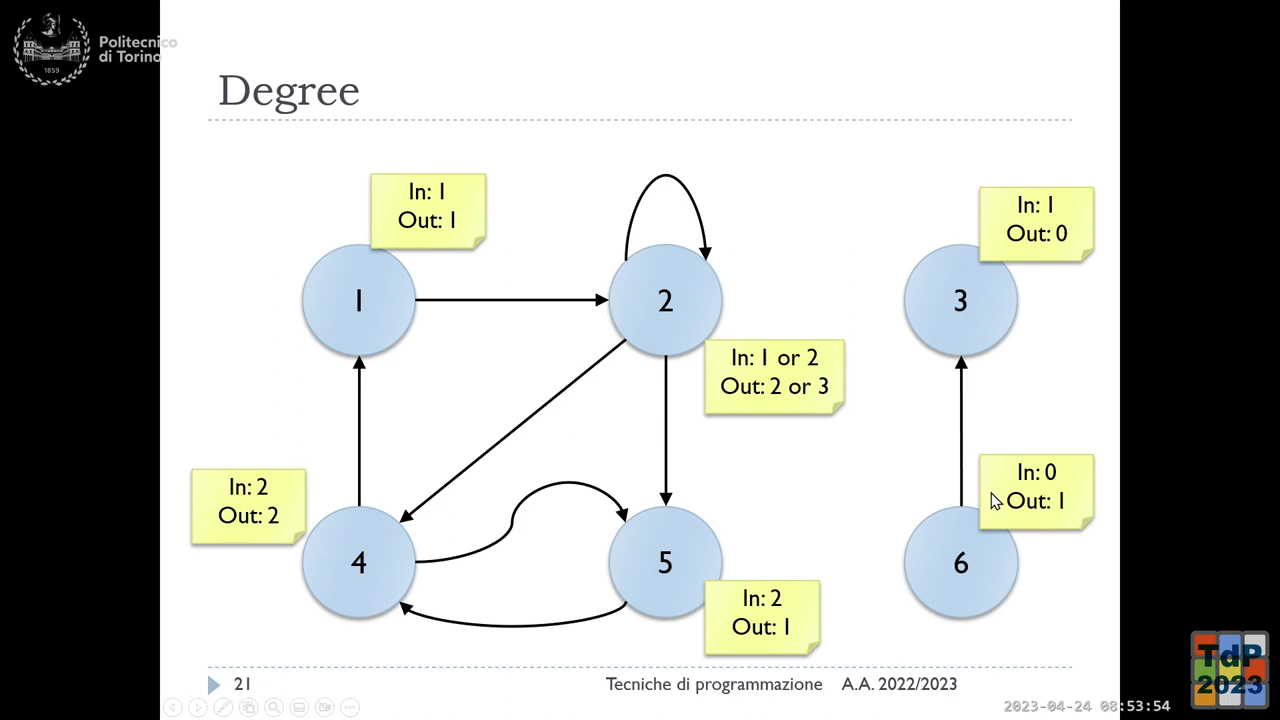 Politecnico
di Torino
1859
Degree
In: 1
Out: 1
In: 1
Out: 0
1
2
3
In: 1 or 2
Out: 2 or 3
In: 2
Out: 2
In: 0
Out: 1
4
5
6
In: 2
Out: 1
21
Tecniche di programmazione A.A. 2022/2023
TdP
2023
2023-04-24 08:53:54